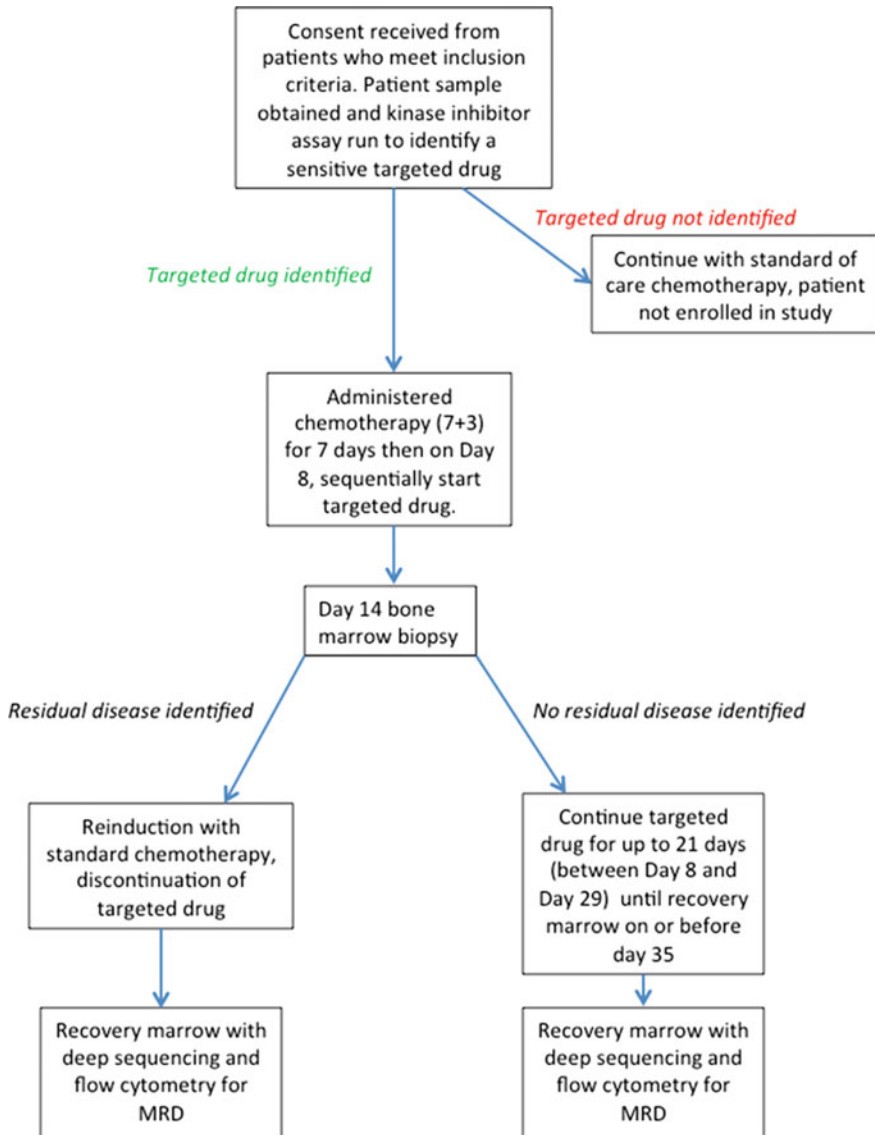 Consent received from
patients who meet inclusion
criteria. Patient sample
obtained and kinase inhibitor
assay run to identify a
sensitive targeted drug
Targeted drug not identified
Targeted drug identified
Continue with standard of
care chemotherapy, patient
not enrolled in study
Administered
chemotherapy (7+3)
for 7 days then on Day
8, sequentially start
targeted drug.
Day 14 bone
marrow biopsy
Residual disease identified
No residual disease identified
Reinduction with
standard chemotherapy,
discontinuation of
targeted drug
Continue targeted
drug for up to 21 days
(between Day 8 and
Day 29) until recovery
marrow on or before
day 35
Recovery marrow with
deep sequencing and
flow cytometry for
MRD
Recovery marrow with
deep sequencing and
flow cytometry for
MRD